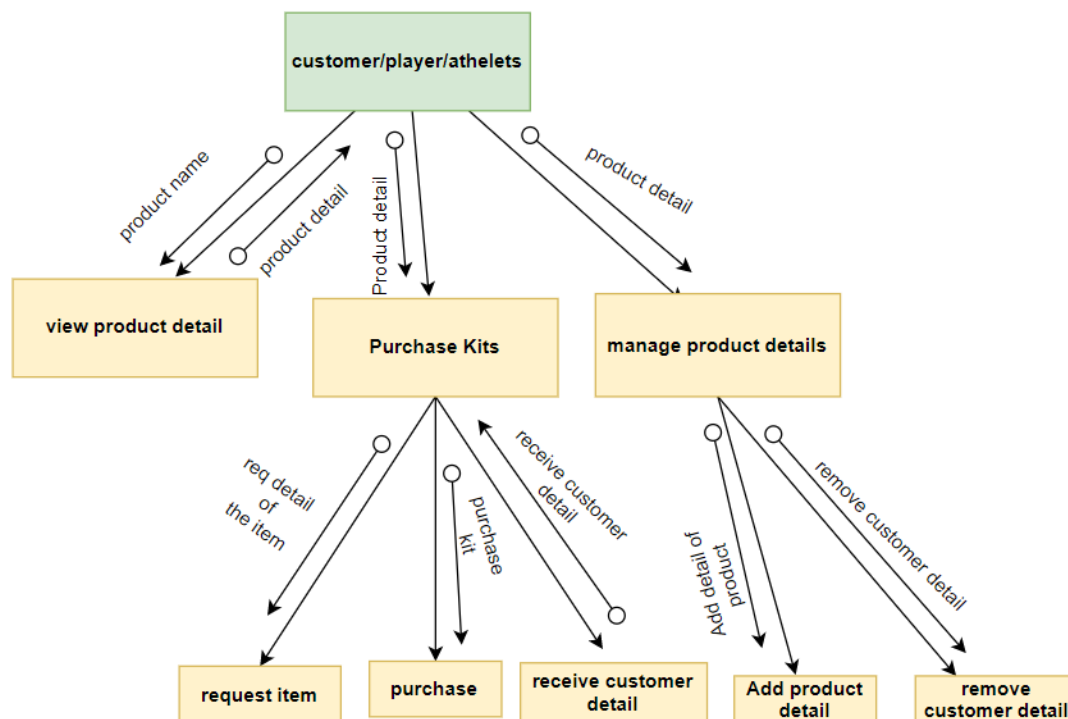 customer/player/athelets
product name
product detail
Product detail
product detail
view product detail
Purchase Kits
manage product details
req detail
of
the item
purchase
kit
receive customer
detail
Add detail of
product
remove customer detail
request item
purchase
receive customer
detail
Add product
detail
remove
customer detail